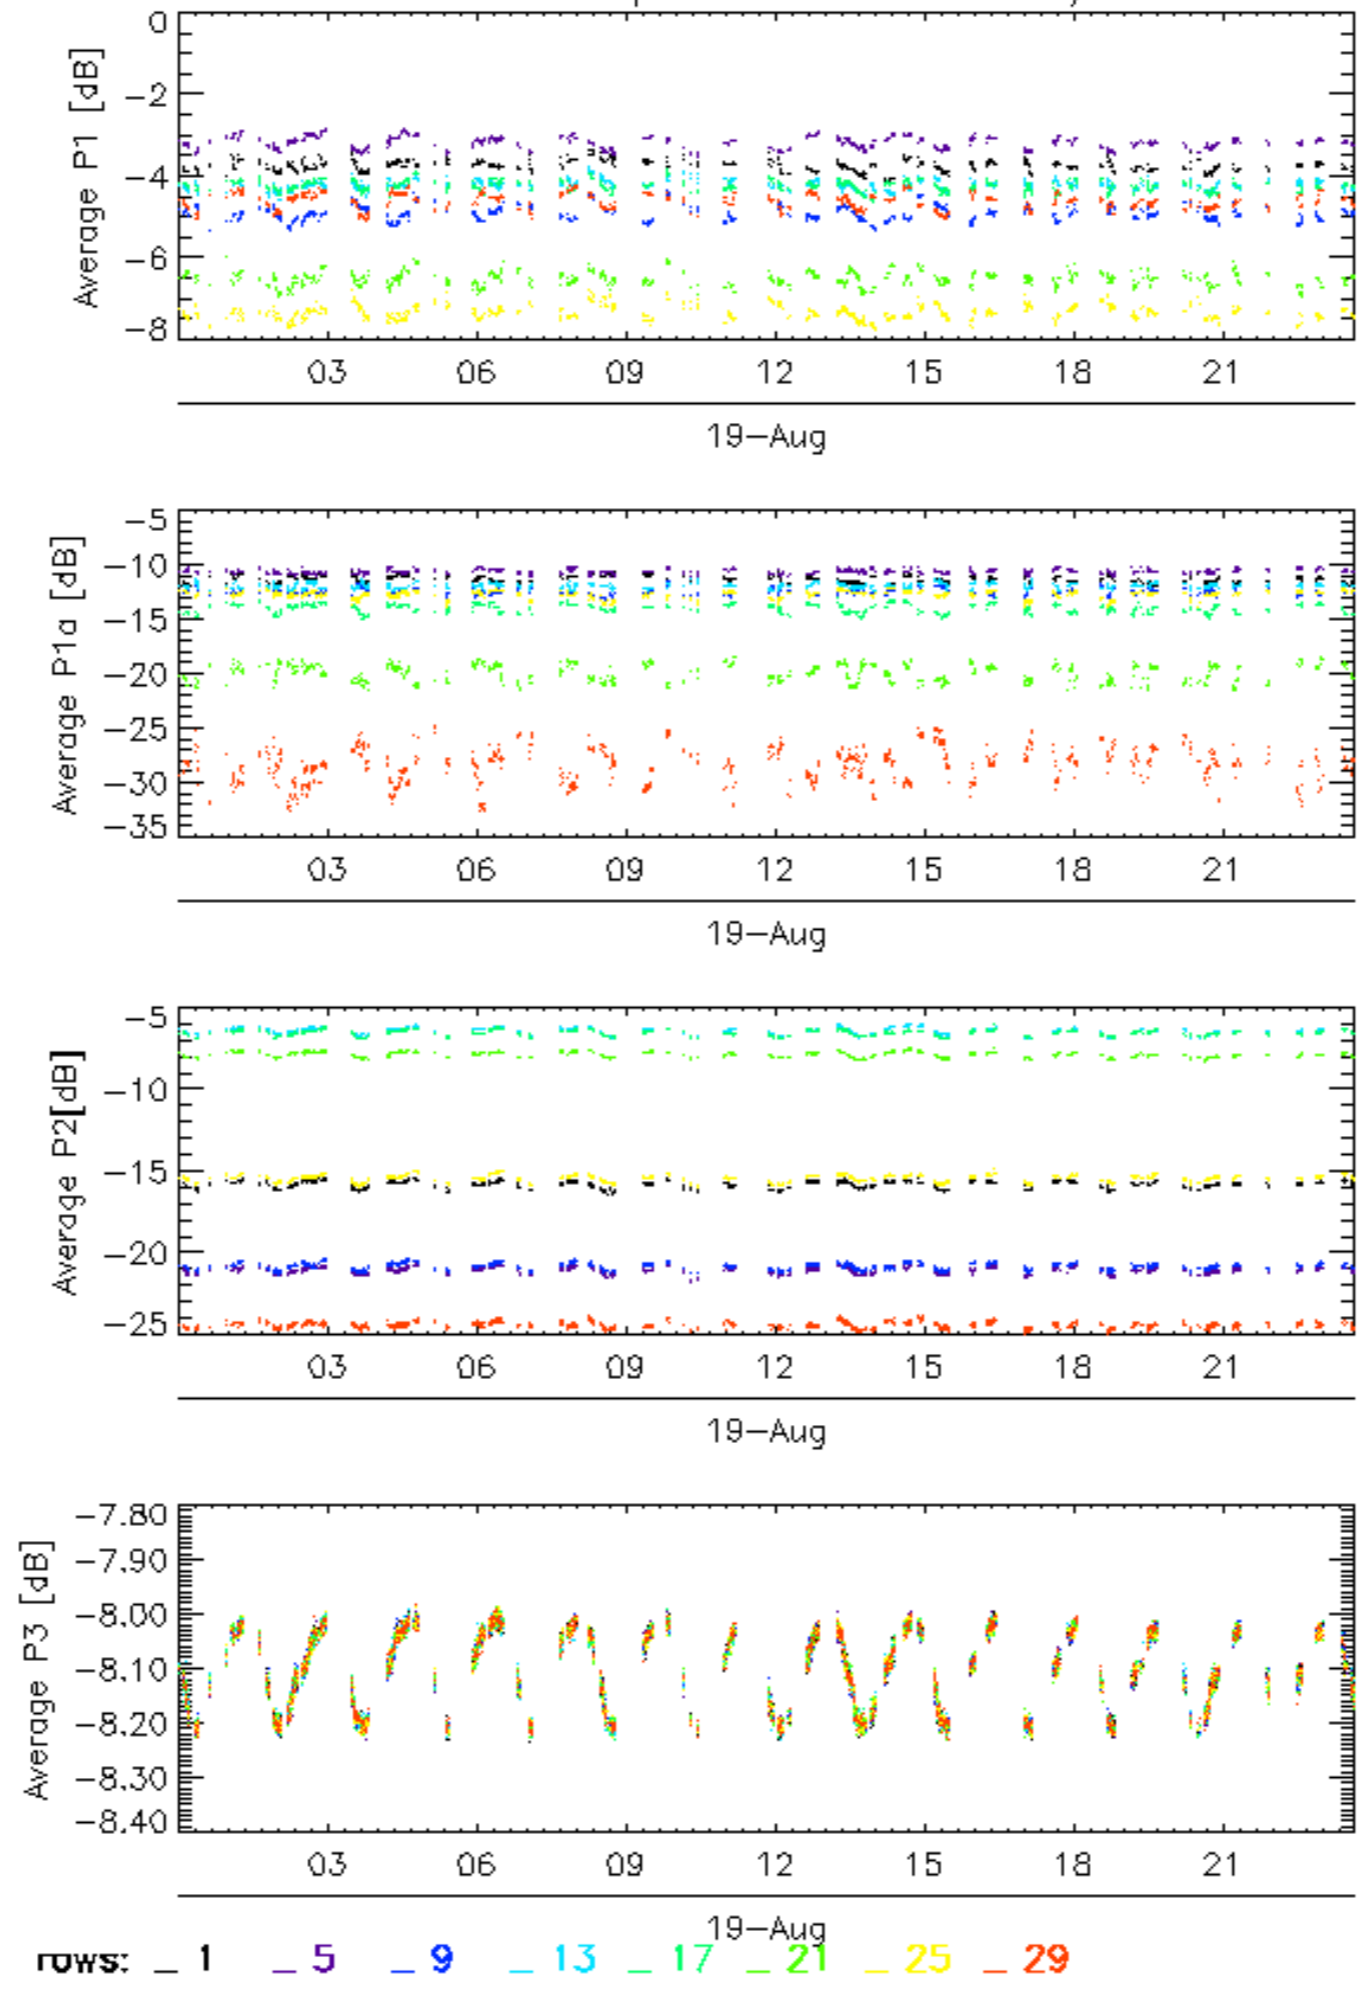 Average P1 [dB]
0
−2
−4
−6
−8
03 06 09 12 15 18 21
19−Aug
Average P1a [dB]
−5
−10
−15
−20
−25
−30
−35
03 06 09 12 15 18 21
19−Aug
Average P2[dB]
−5
−10
−15
−20
−25
03 06 09 12 15 18 21
19−Aug
Average P3 [dB]
−7.80
−7.90
−8.00
−8.10
−8.20
−8.30
−8.40
03 06 09 12 15 18 21
19−Aug
rows: _ 1 _ 5 _ 9 _ 13 _ 17 _ 21 _ 25 _ 29